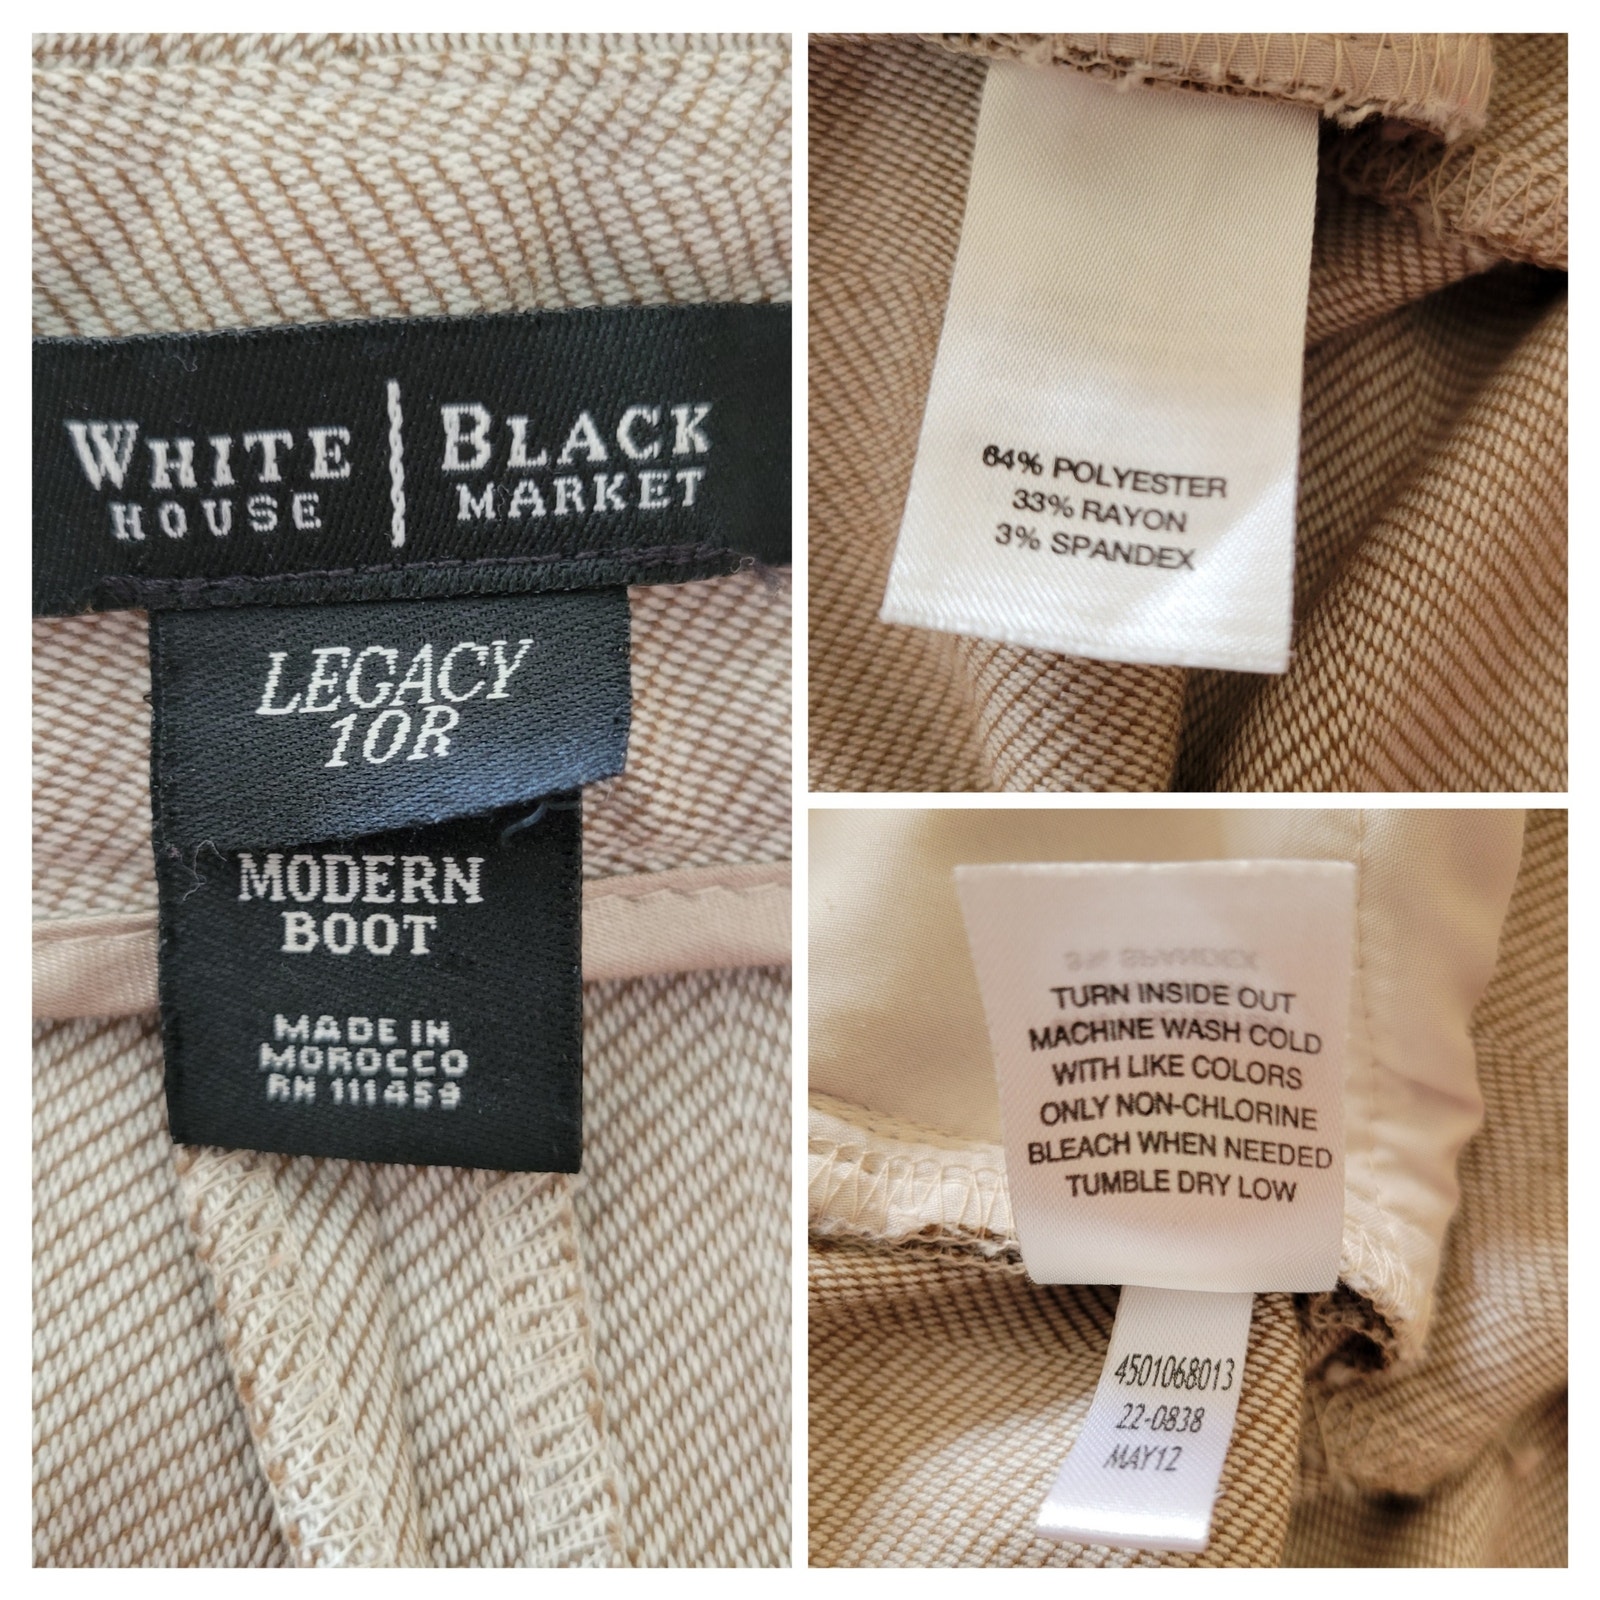 WHITE HOUSE | BLACK MARKET
LEGACY
10R
MODERN
BOOT
MADE IN
MOROCCO
RN 111459
64% POLYESTER
33% RAYON
3% SPANDEX
3% SPANDEX
TURN INSIDE OUT
MACHINE WASH COLD
WITH LIKE COLORS
ONLY NON-CHLORINE
BLEACH WHEN NEEDED
TUMBLE DRY LOW
4501068013
22-0838
MAY12